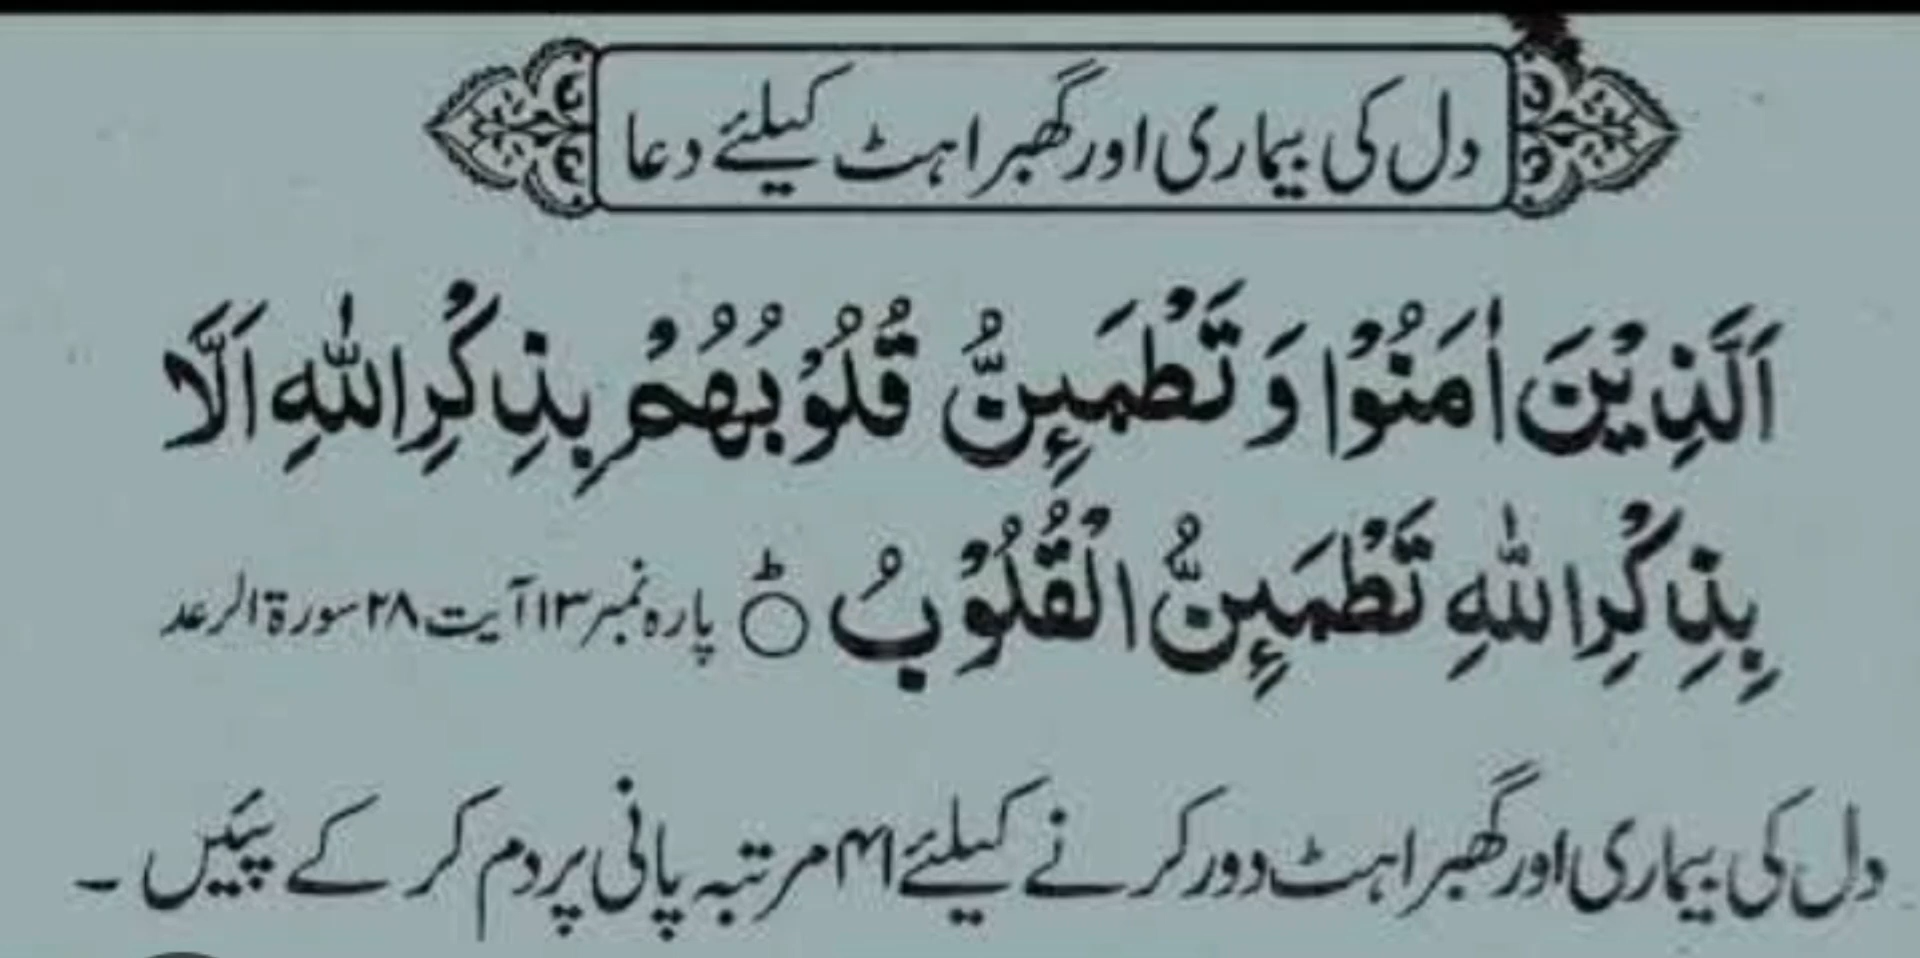 دل کی بیماری اور گھبراہٹ کیلئے دعا
اَلَّذِیْنَ اٰمَنُوْا وَ تَطْمَىِٕنُّ قُلُوْبُهُمْ بِذِكْرِ اللّٰهِ اَلَا
بِذِكْرِ اللّٰهِ تَطْمَىِٕنُّ الْقُلُوْبُ ○ؕ پارہ نمبر ۱۳ آیت ۲۸ سورۃ الرعد
دل کی بیماری اور گھبراہٹ دور کرنے کیلئے ۴۱ مرتبہ پانی پر دم کر کے پئیں ۔